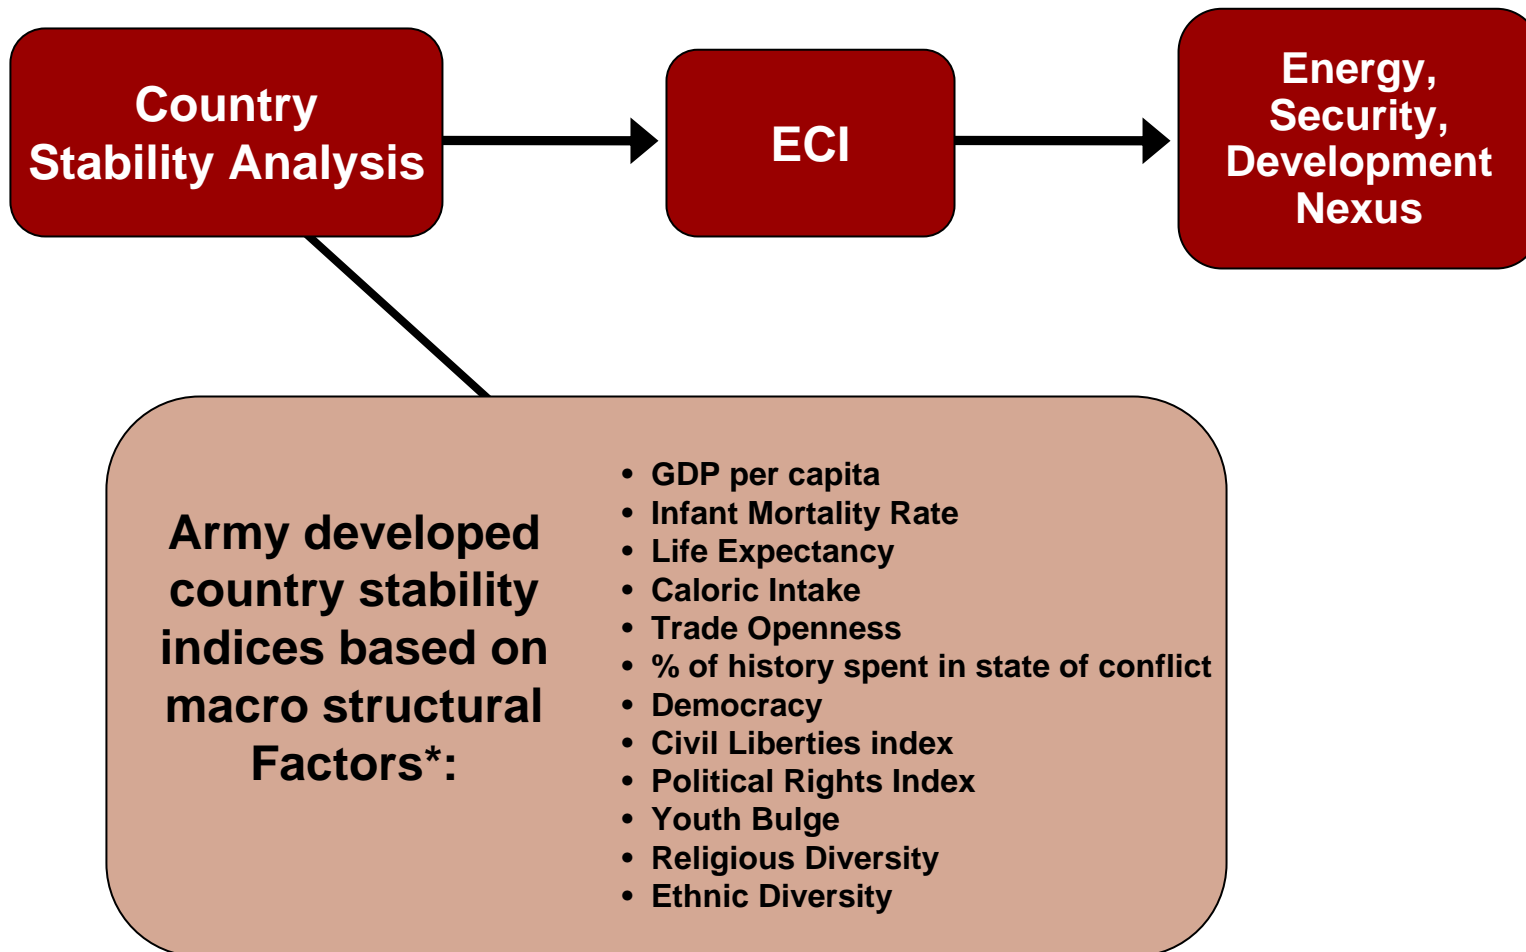 Country
Stability Analysis
ECI
Energy,
Security,
Development
Nexus
Army developed
country stability
indices based on
macro structural
Factors*:
• GDP per capita
• Infant Mortality Rate
• Life Expectancy
• Caloric Intake
• Trade Openness
• % of history spent in state of conflict
• Democracy
• Civil Liberties index
• Political Rights Index
• Youth Bulge
• Religious Diversity
• Ethnic Diversity